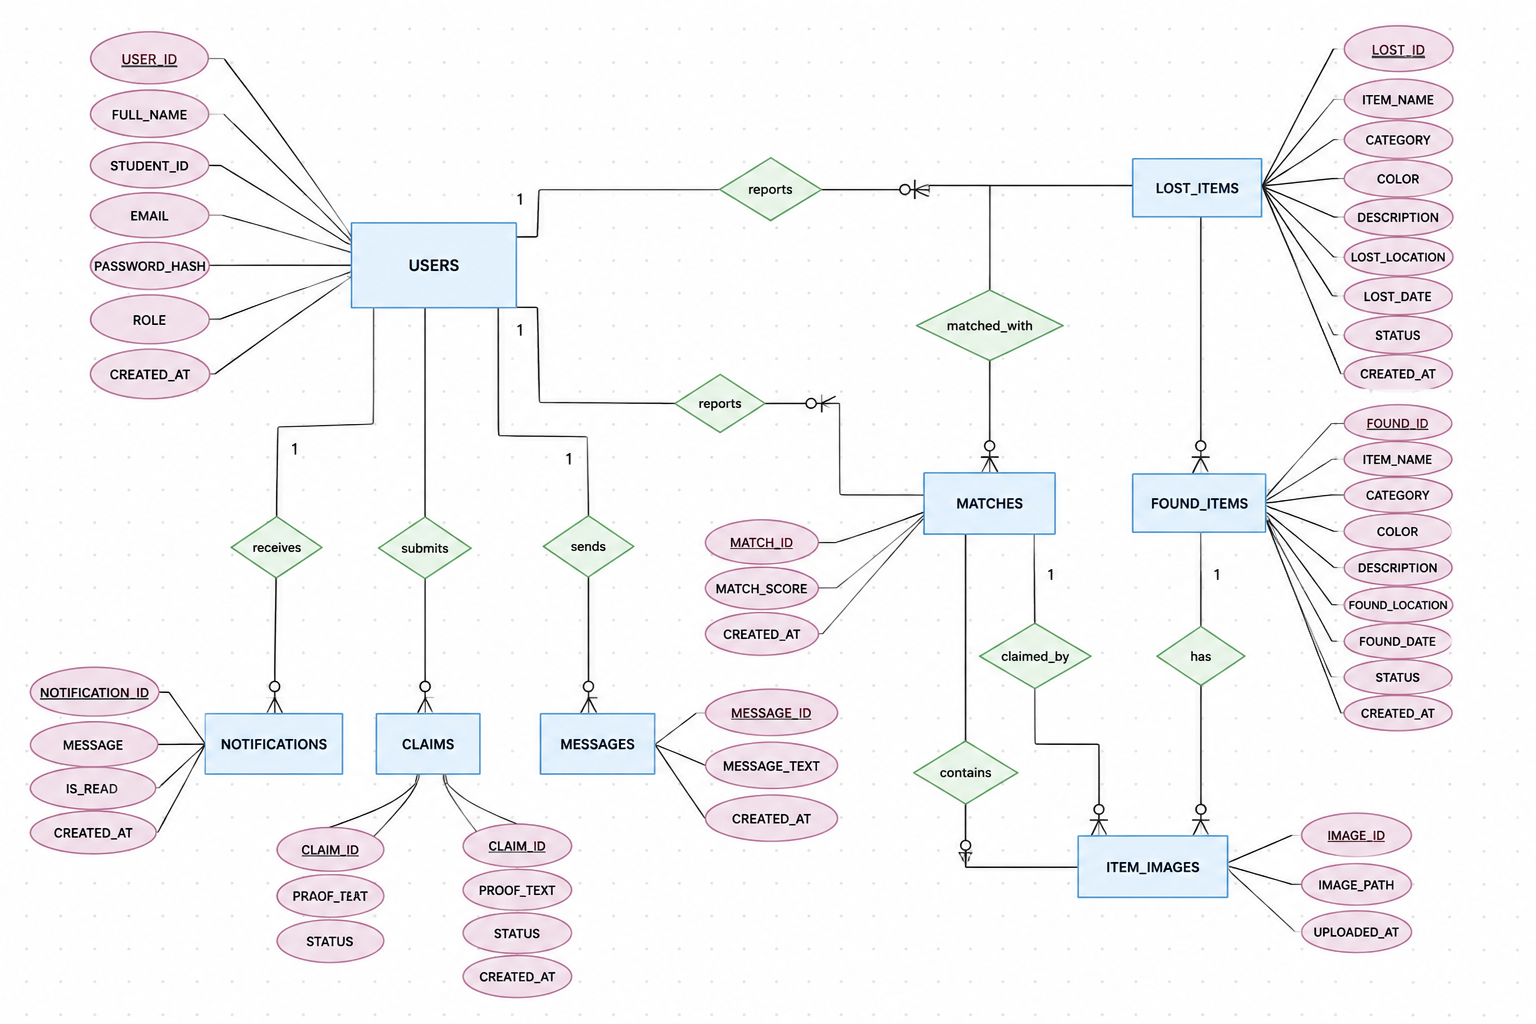 USER_ID
FULL_NAME
STUDENT_ID
EMAIL
PASSWORD_HASH
ROLE
CREATED_AT
USERS
1
reports
LOST_ITEMS
LOST_ID
ITEM_NAME
CATEGORY
COLOR
DESCRIPTION
LOST_LOCATION
LOST_DATE
STATUS
CREATED_AT
1
reports
matched_with
1
1
receives
submits
sends
MATCHES
MATCH_ID
MATCH_SCORE
CREATED_AT
FOUND_ITEMS
FOUND_ID
ITEM_NAME
CATEGORY
COLOR
DESCRIPTION
FOUND_LOCATION
FOUND_DATE
STATUS
CREATED_AT
1
1
claimed_by
has
contains
NOTIFICATION_ID
MESSAGE
IS_READ
CREATED_AT
NOTIFICATIONS
CLAIMS
MESSAGES
MESSAGE_ID
MESSAGE_TEXT
CREATED_AT
CLAIM_ID
STATUS
CLAIM_ID
PROOF_TEXT
STATUS
CREATED_AT
ITEM_IMAGES
IMAGE_ID
IMAGE_PATH
UPLOADED_AT